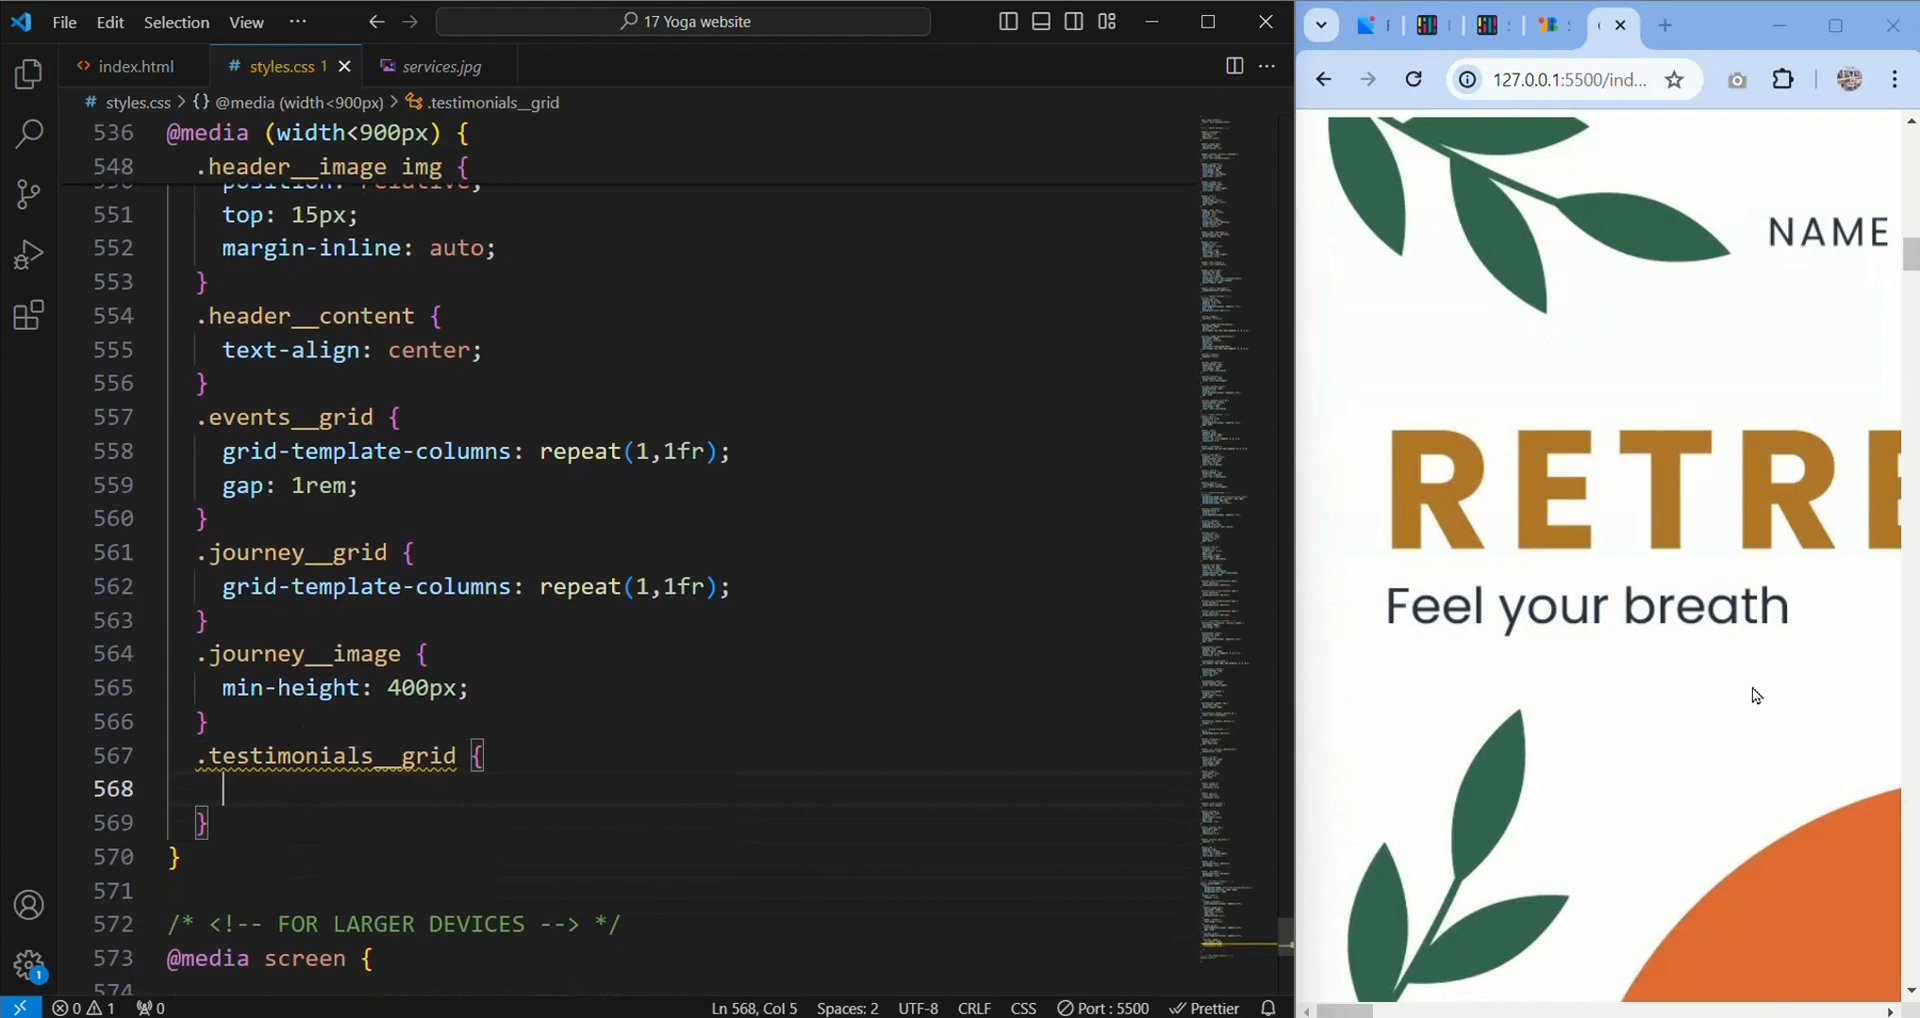 File Edit Selection View ··· 17 Yoga website
index.html
# styles.css 1
services.jpg
127.0.0.1:5500/ind...
# styles.css > {} @media (width<900px) > .testimonials__grid
536 @media (width<900px) {
548 .header__image img {
551 top: 15px;
552 margin-inline: auto;
553 }
554 .header__content {
555 text-align: center;
556 }
557 .events__grid {
558 grid-template-columns: repeat(1,1fr);
559 gap: 1rem;
560 }
561 .journey__grid {
562 grid-template-columns: repeat(1,1fr);
563 }
564 .journey__image {
565 min-height: 400px;
566 }
567 .testimonials__grid {
568
569 }
570 }
571
572 /* <!-- FOR LARGER DEVICES --> */
573 @media screen {
574
NAME
RETRE
Feel your breath
1
0 1 0 Ln 568, Col 5 Spaces: 2 UTF-8 CRLF CSS Port : 5500 Prettier